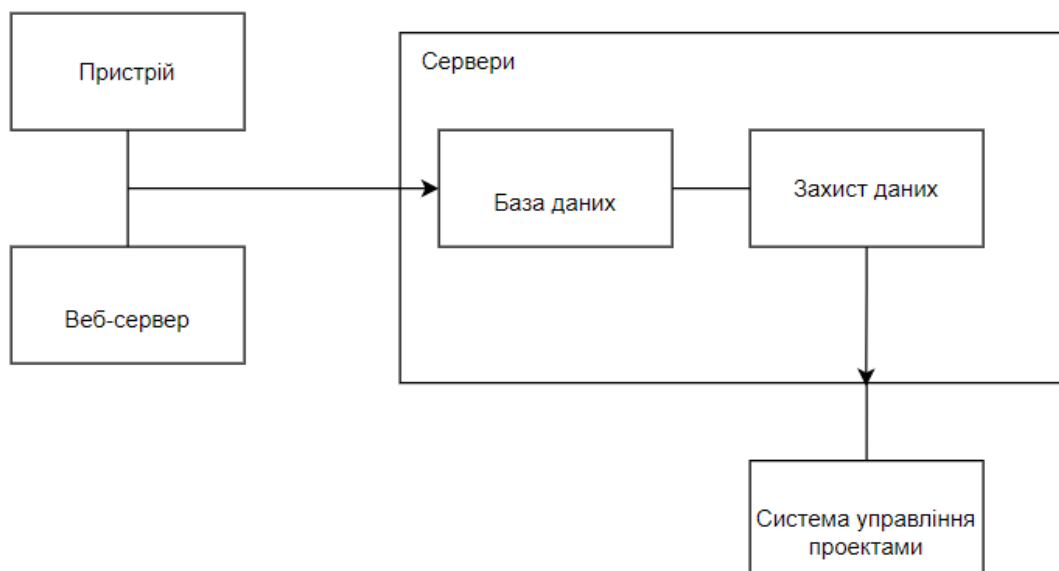 Пристрій
Сервери
База даних
Захист даних
Веб-сервер
Система управління
проектами